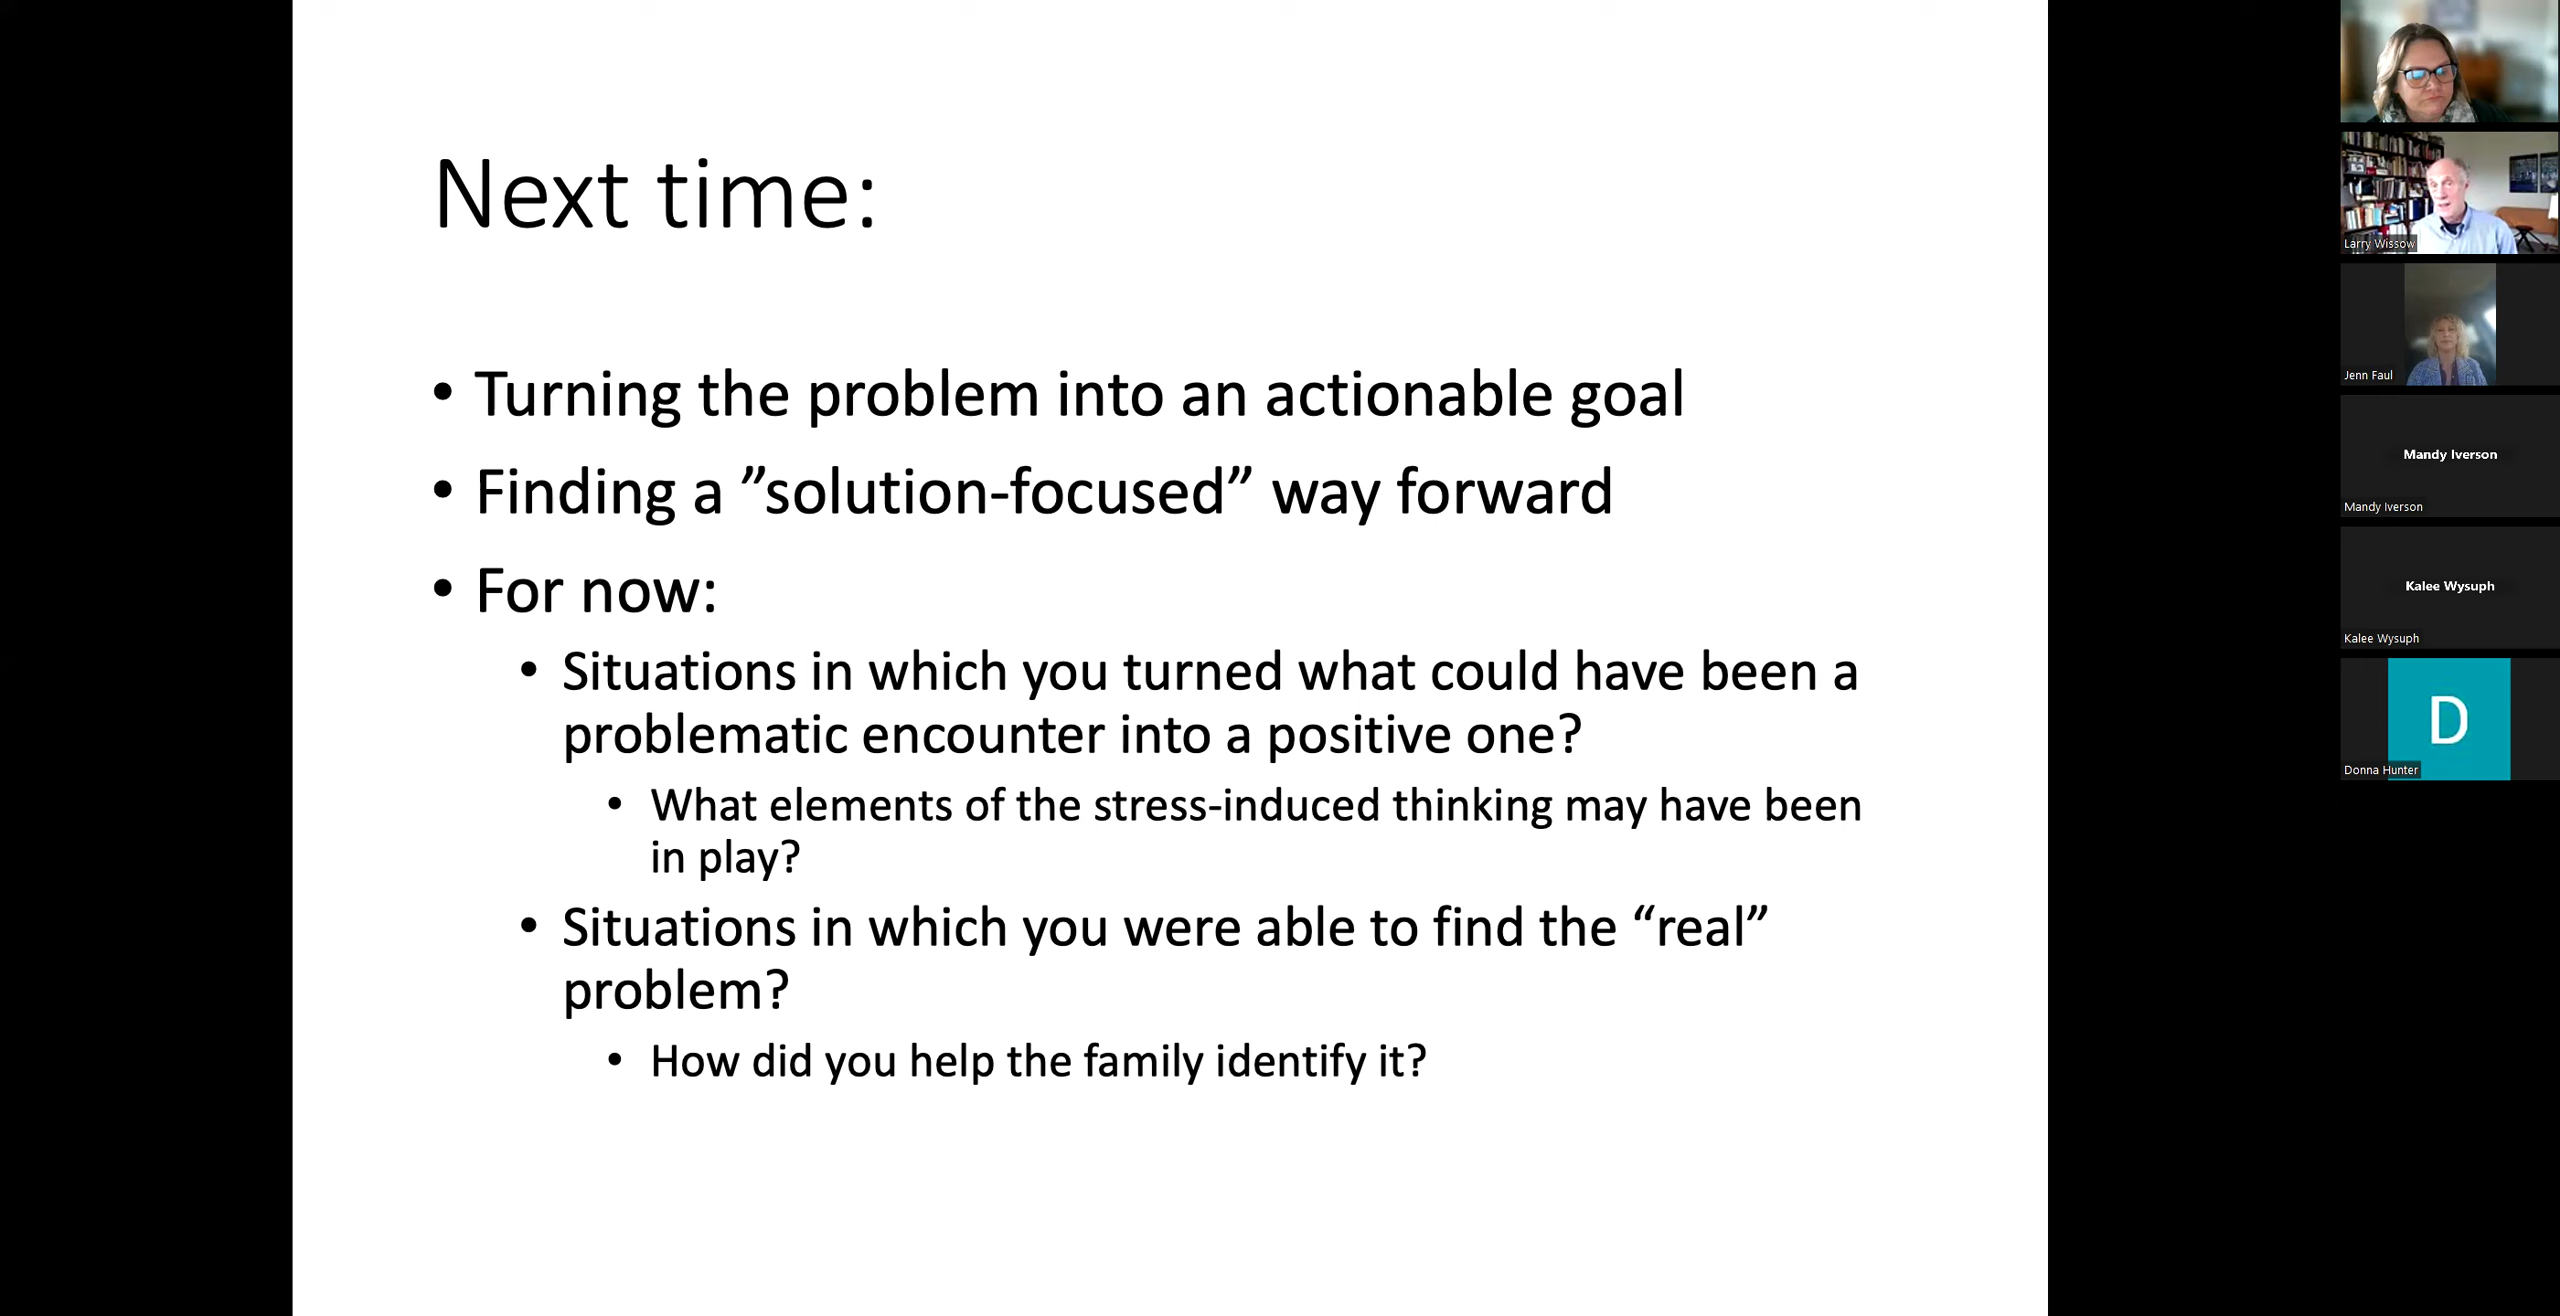 Next time:
• Turning the problem into an actionable goal
• Finding a ”solution-focused” way forward
• For now:
• Situations in which you turned what could have been a
problematic encounter into a positive one?
• What elements of the stress-induced thinking may have been
in play?
• Situations in which you were able to find the “real”
problem?
• How did you help the family identify it?
Larry Wissow
Jenn Faul
Mandy Iverson
Mandy Iverson
Kalee Wysuph
Kalee Wysuph
D
Donna Hunter